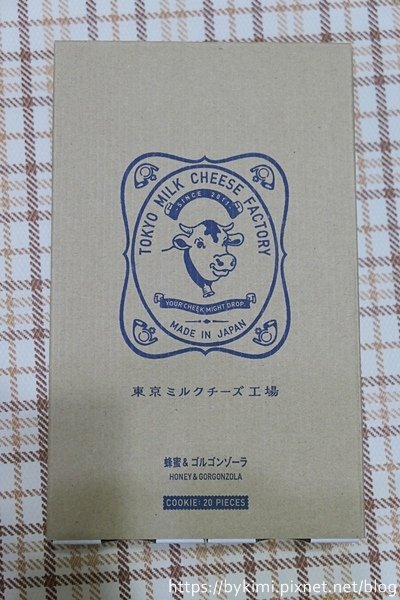 TOKYO MILK CHEESE FACTORY
SINCE 2011
YOUR CHEEK MIGHT DROP.
MADE IN JAPAN
東京ミルクチーズ工場
蜂蜜&ゴルゴンゾーラ
HONEY & GORGONZOLA
COOKIE: 20 PIECES
https://bykimi.pixnet.net/blog